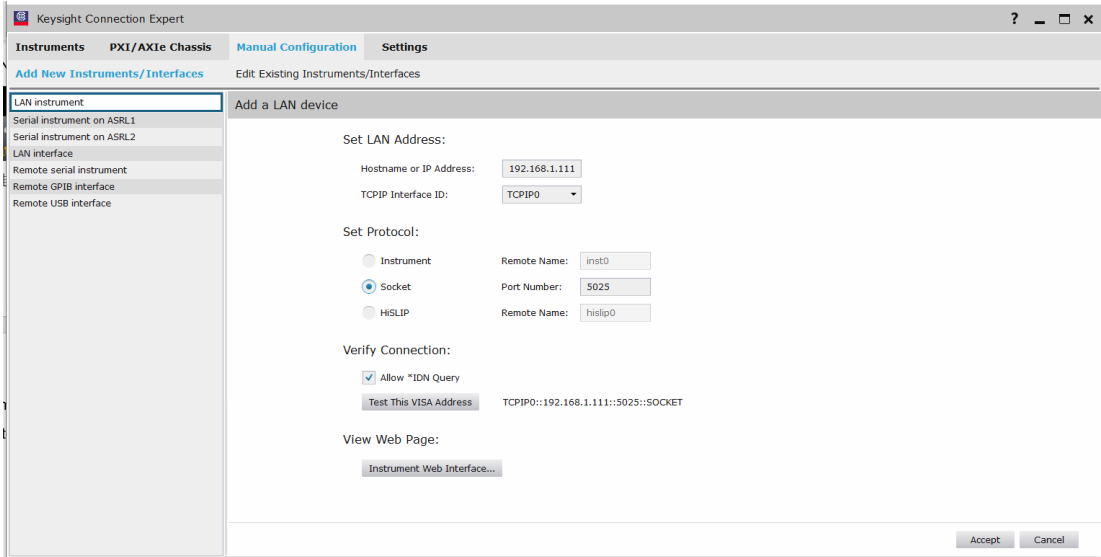 Keysight Connection Expert
?
Instruments PXI/AXIe Chassis Manual Configuration Settings
Add New Instruments/Interfaces Edit Existing Instruments/Interfaces
LAN instrument
Serial instrument on ASRL1
Serial instrument on ASRL2
LAN interface
Remote serial instrument
Remote GPIB interface
Remote USB interface
Add a LAN device
Set LAN Address:
Hostname or IP Address: 192.168.1.111
TCPIP Interface ID: TCPIP0
Set Protocol:
Instrument Remote Name: inst0
Socket Port Number: 5025
HiSLIP Remote Name: hislip0
Verify Connection:
Allow *IDN Query
Test This VISA Address TCPIP0::192.168.1.111::5025::SOCKET
View Web Page:
Instrument Web Interface...
Accept Cancel